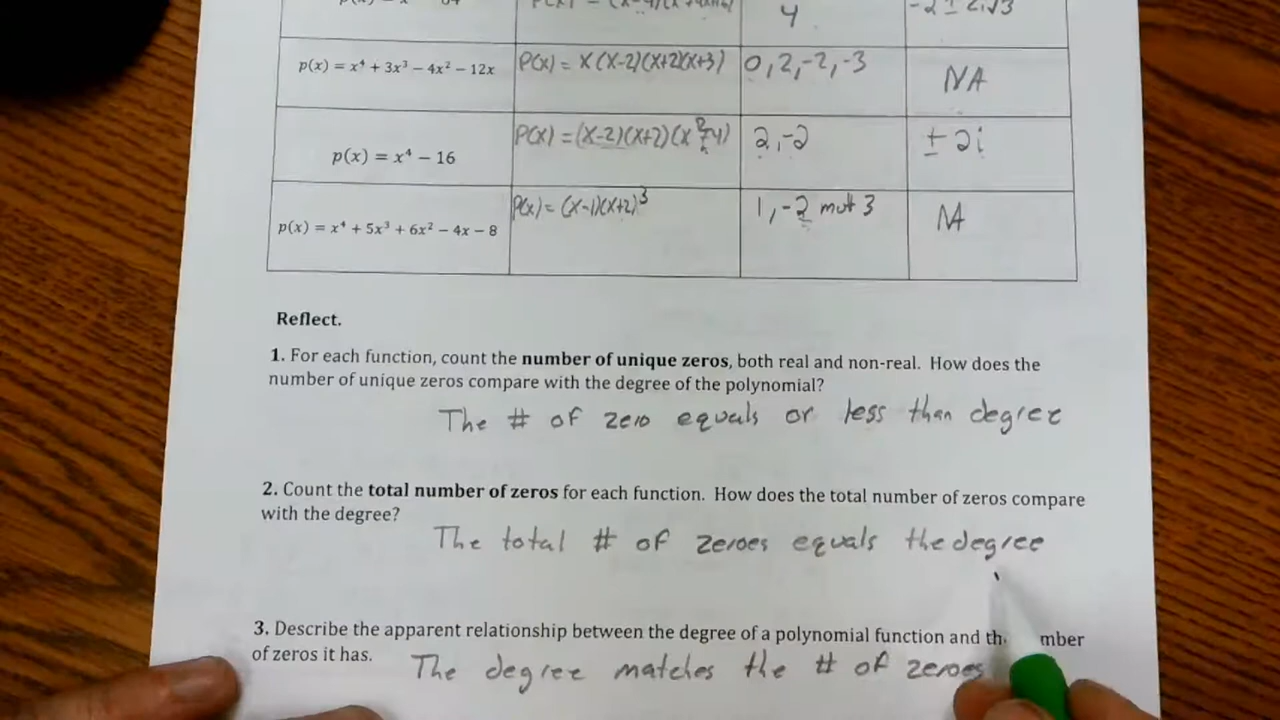 4
-2 ± 2i√3
p(x) = x⁴ + 3x³ − 4x² − 12x
P(x) = x(x-2)(x+2)(x+3)
0, 2, -2, -3
NA
p(x) = x⁴ − 16
P(x) = (x-2)(x+2)(x²+4)
2, -2
± 2i
p(x) = x⁴ + 5x³ + 6x² − 4x − 8
P(x) = (x-1)(x+2)³
1, -2 mult 3
NA
Reflect.
1. For each function, count the number of unique zeros, both real and non-real. How does the
number of unique zeros compare with the degree of the polynomial?
The # of zero equals or less than degree
2. Count the total number of zeros for each function. How does the total number of zeros compare
with the degree?
The total # of zeroes equals the degree
3. Describe the apparent relationship between the degree of a polynomial function and th mber
of zeros it has.
The degree matches the # of zeroes